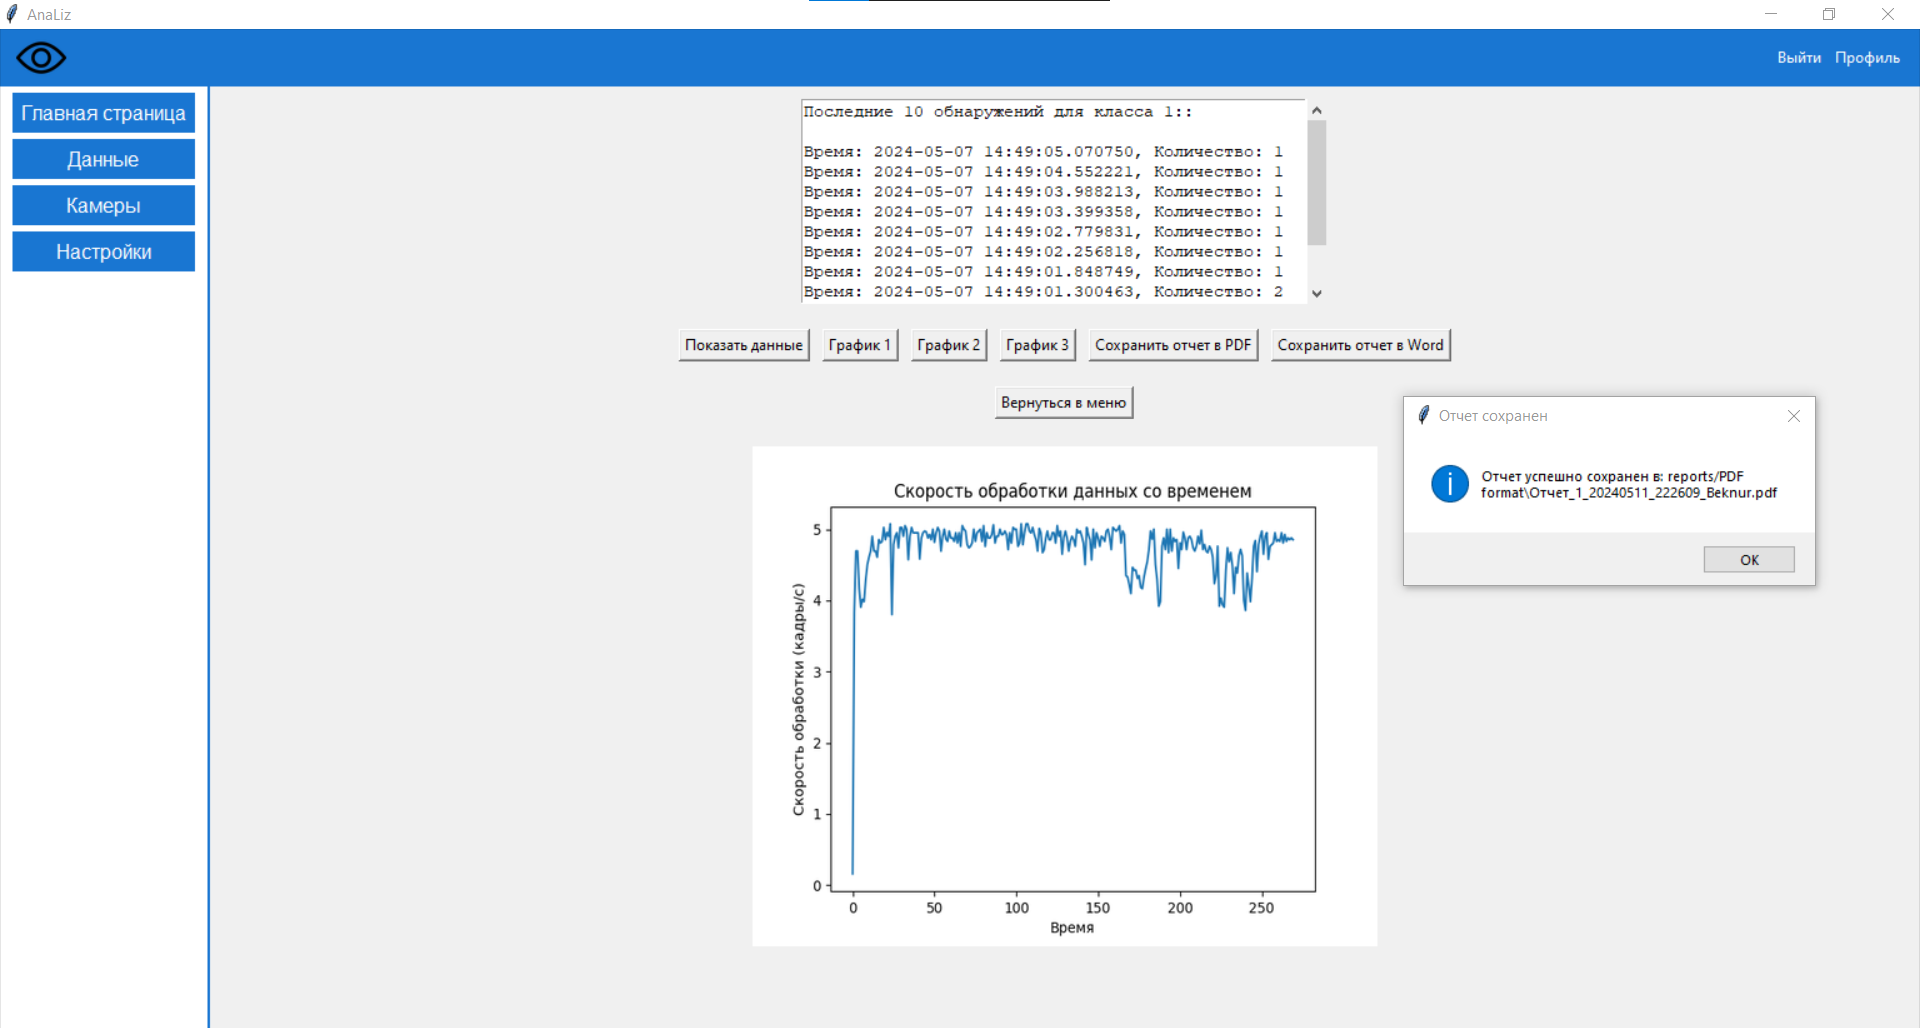 AnaLiz
Выйти Профиль
Главная страница
Данные
Камеры
Настройки
Последние 10 обнаружений для класса 1::
Время: 2024-05-07 14:49:05.070750, Количество: 1
Время: 2024-05-07 14:49:04.552221, Количество: 1
Время: 2024-05-07 14:49:03.988213, Количество: 1
Время: 2024-05-07 14:49:03.399358, Количество: 1
Время: 2024-05-07 14:49:02.779831, Количество: 1
Время: 2024-05-07 14:49:02.256818, Количество: 1
Время: 2024-05-07 14:49:01.848749, Количество: 1
Время: 2024-05-07 14:49:01.300463, Количество: 2
Показать данные График 1 График 2 График 3 Сохранить отчет в PDF Сохранить отчет в Word
Вернуться в меню
Отчет сохранен
Отчет успешно сохранен в: reports/PDF
format\Отчет_1_20240511_222609_Beknur.pdf
OK
Скорость обработки данных со временем
Скорость обработки (кадры/с)
5
4
3
2
1
0
0 50 100 150 200 250
Время